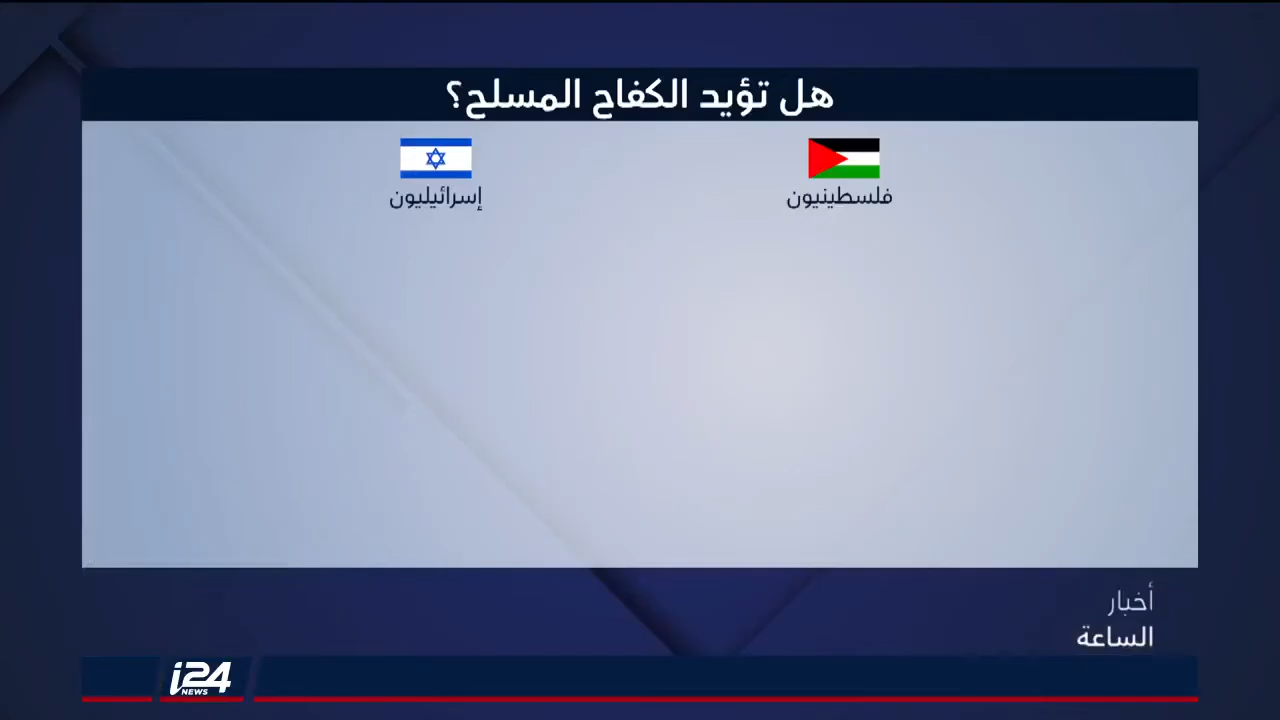 هل تؤيد الكفاح المسلح؟
فلسطينيون
إسرائيليون
أخبار
الساعة
i24
NEWS